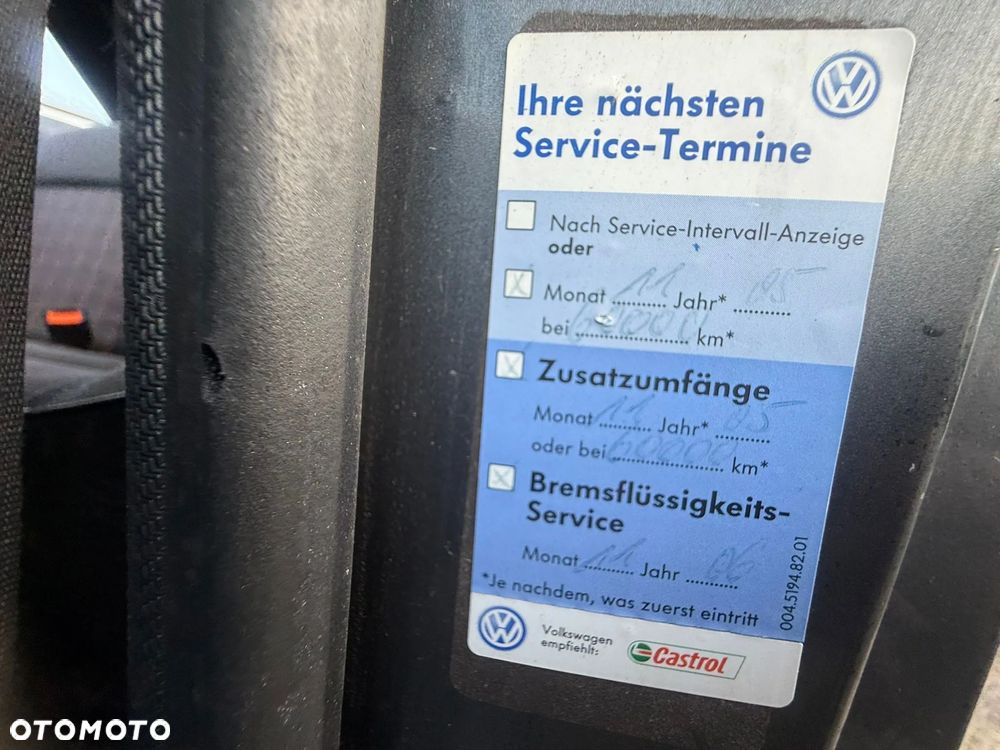 Ihre nächsten
Service-Termine
Nach Service-Intervall-Anzeige
oder
Monat 11 Jahr* 05
bei 60000 km*
Zusatzumfänge
Monat 11 Jahr* 05
oder bei 60000 km*
Bremsflüssigkeits-
Service
Monat 11 Jahr 06
*Je nachdem, was zuerst eintritt
004.5194.82.01
Volkswagen
empfiehlt:
Castrol
OTOMOTO